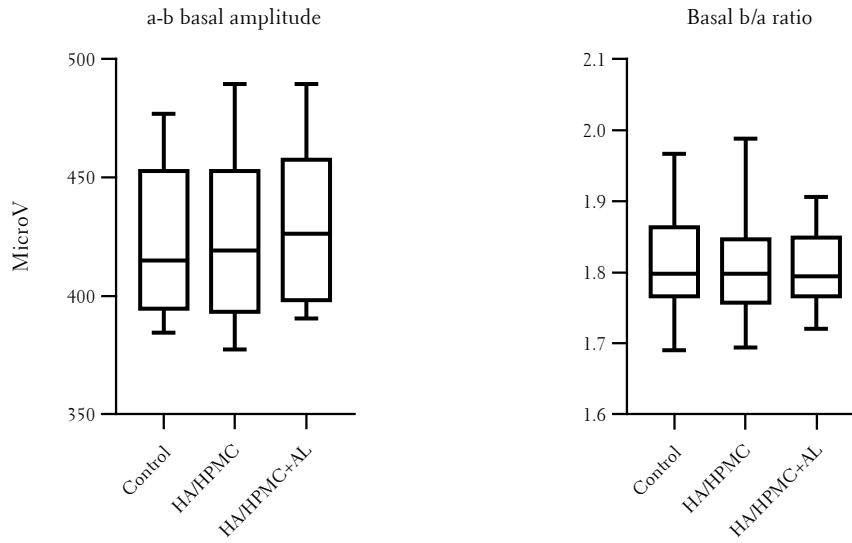 a-b basal amplitude
MicroV
500
450
400
350
Control
HA/HPMC
HA/HPMC+AL
Basal b/a ratio
2.1
2.0
1.9
1.8
1.7
1.6
Control
HA/HPMC
HA/HPMC+AL